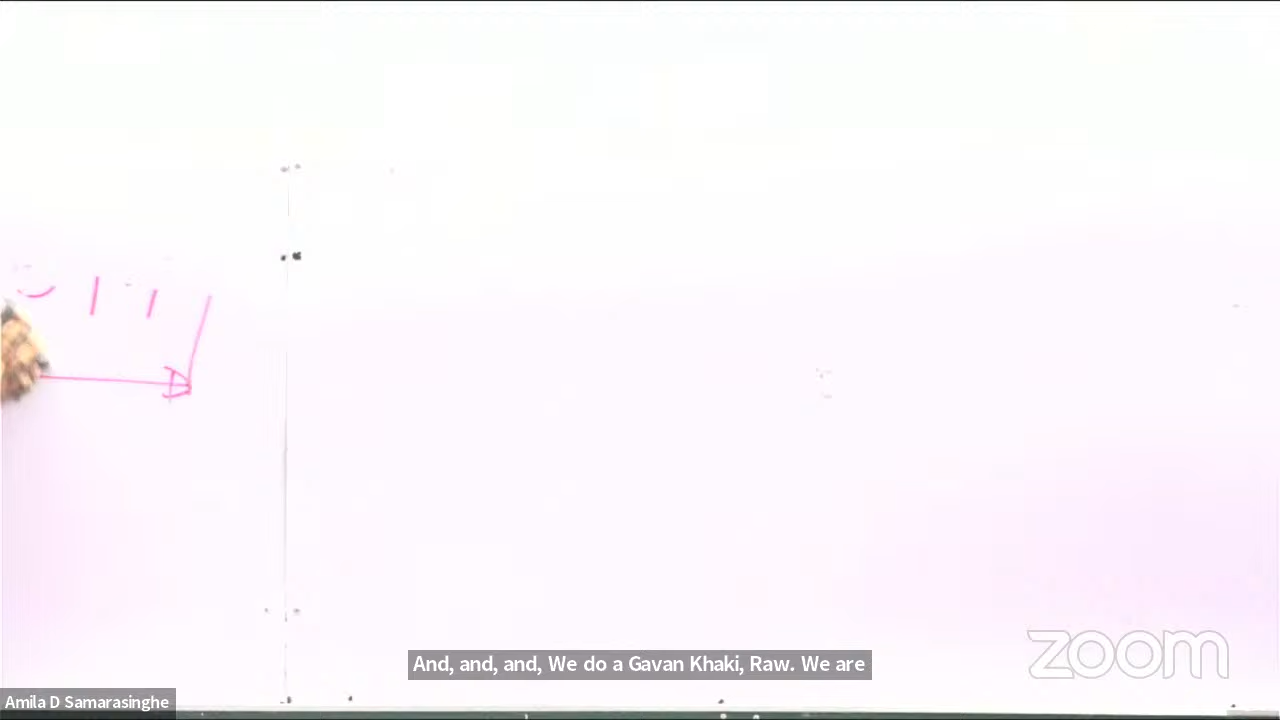 And, and, and, We do a Gavan Khaki, Raw. We are
zoom
Amila D Samarasinghe